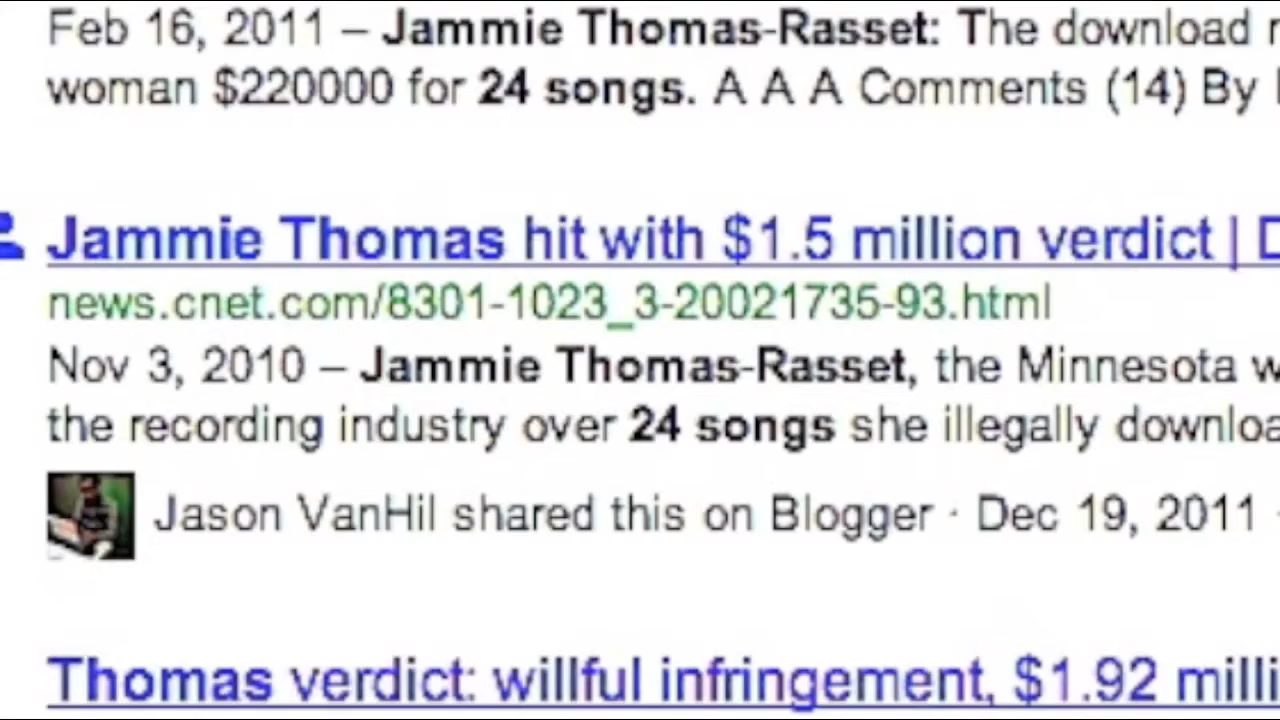 Feb 16, 2011 – Jammie Thomas-Rasset: The download
woman $220000 for 24 songs. A A A Comments (14) By
Jammie Thomas hit with $1.5 million verdict |
news.cnet.com/8301-1023_3-20021735-93.html
Nov 3, 2010 – Jammie Thomas-Rasset, the Minnesota
the recording industry over 24 songs she illegally
Jason VanHil shared this on Blogger · Dec 19, 2011
Thomas verdict: willful infringement, $1.92